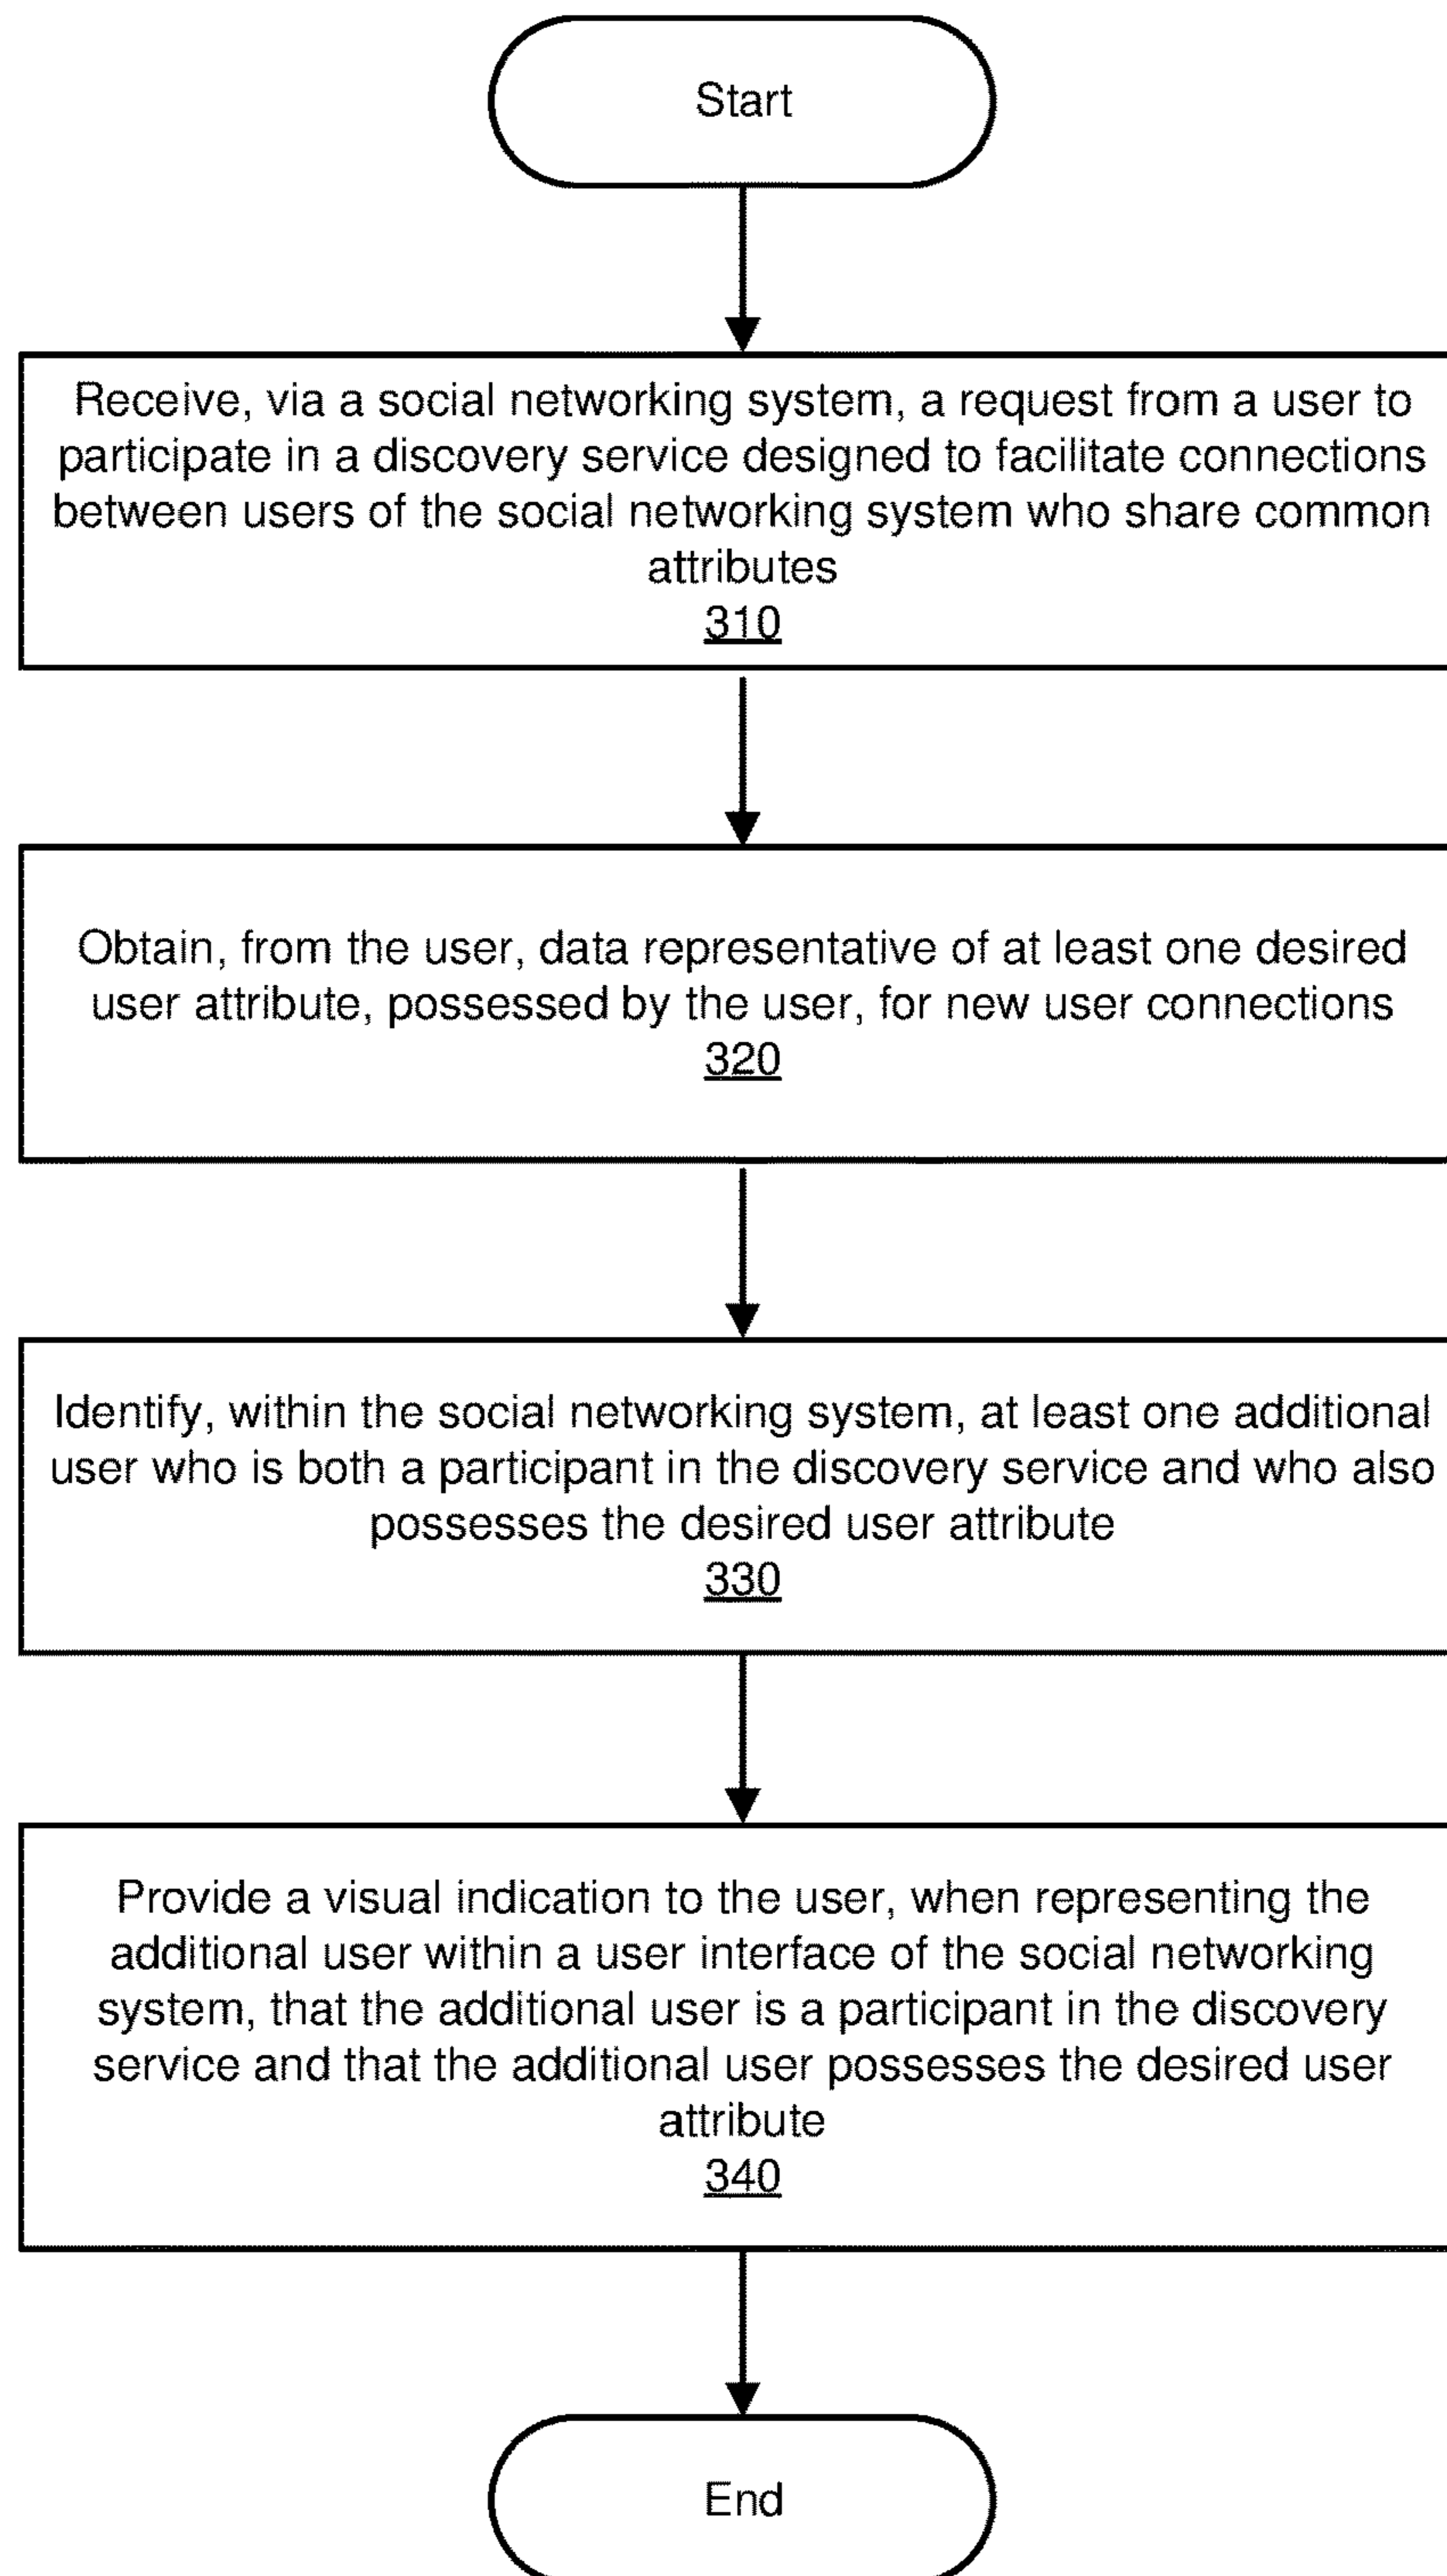 Start
Receive, via a social networking system, a request from a user to
participate in a discovery service designed to facilitate connections
between users of the social networking system who share common
attributes
310
Obtain, from the user, data representative of at least one desired
user attribute, possessed by the user, for new user connections
320
Identify, within the social networking system, at least one additional
user who is both a participant in the discovery service and who also
possesses the desired user attribute
330
Provide a visual indication to the user, when representing the
additional user within a user interface of the social networking
system, that the additional user is a participant in the discovery
service and that the additional user possesses the desired user
attribute
340
End